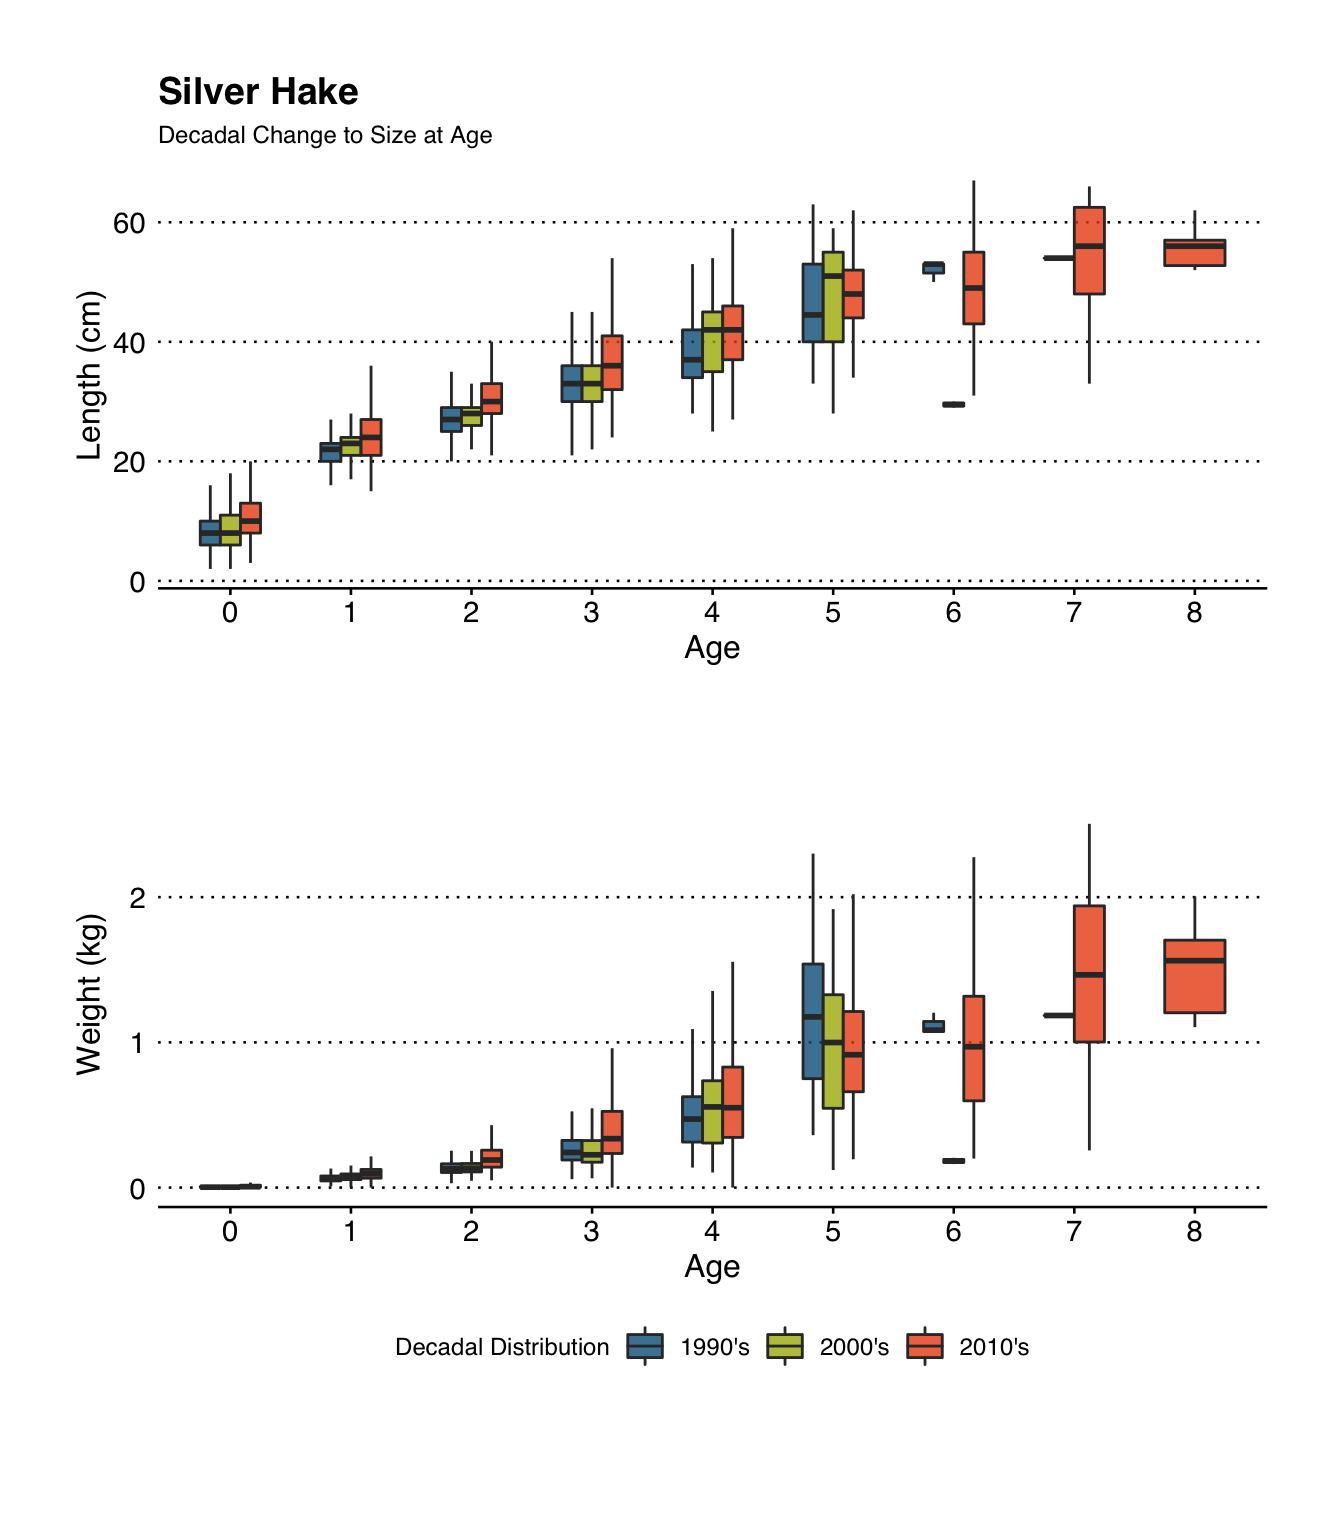 Silver Hake
Decadal Change to Size at Age
Length (cm)
60
40
20
0
0 1 2 3 4 5 6 7 8
Age
Weight (kg)
2
1
0
0 1 2 3 4 5 6 7 8
Age
Decadal Distribution 1990's 2000's 2010's